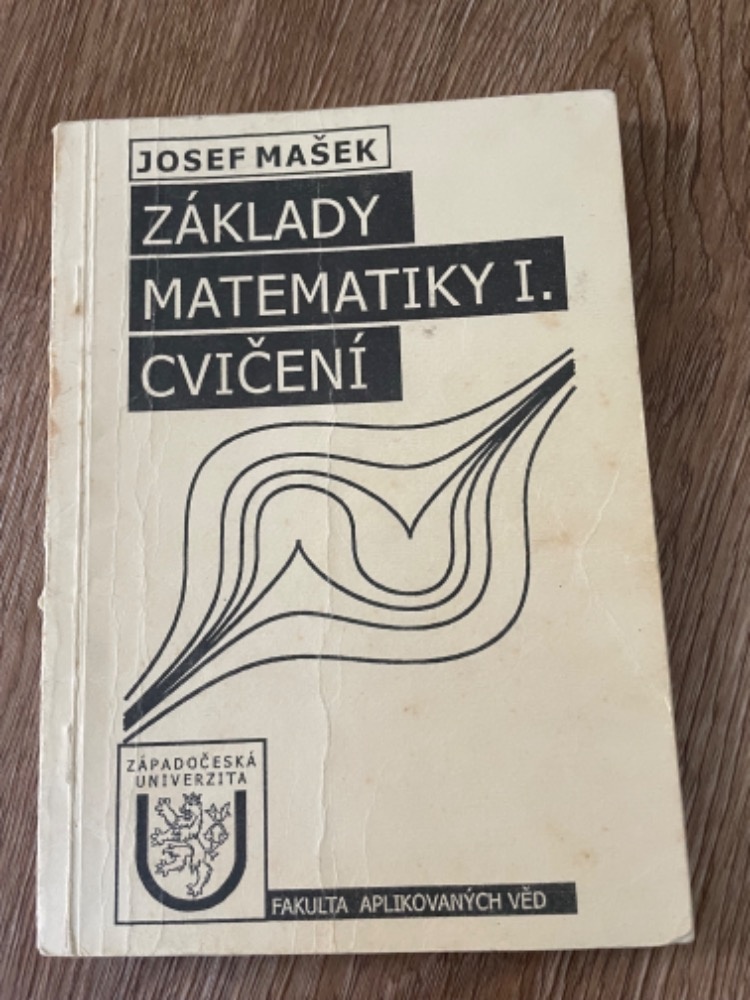 JOSEF MAŠEK
ZÁKLADY
MATEMATIKY I.
CVIČENÍ
ZÁPADOČESKÁ
UNIVERZITA
FAKULTA APLIKOVANÝCH VĚD